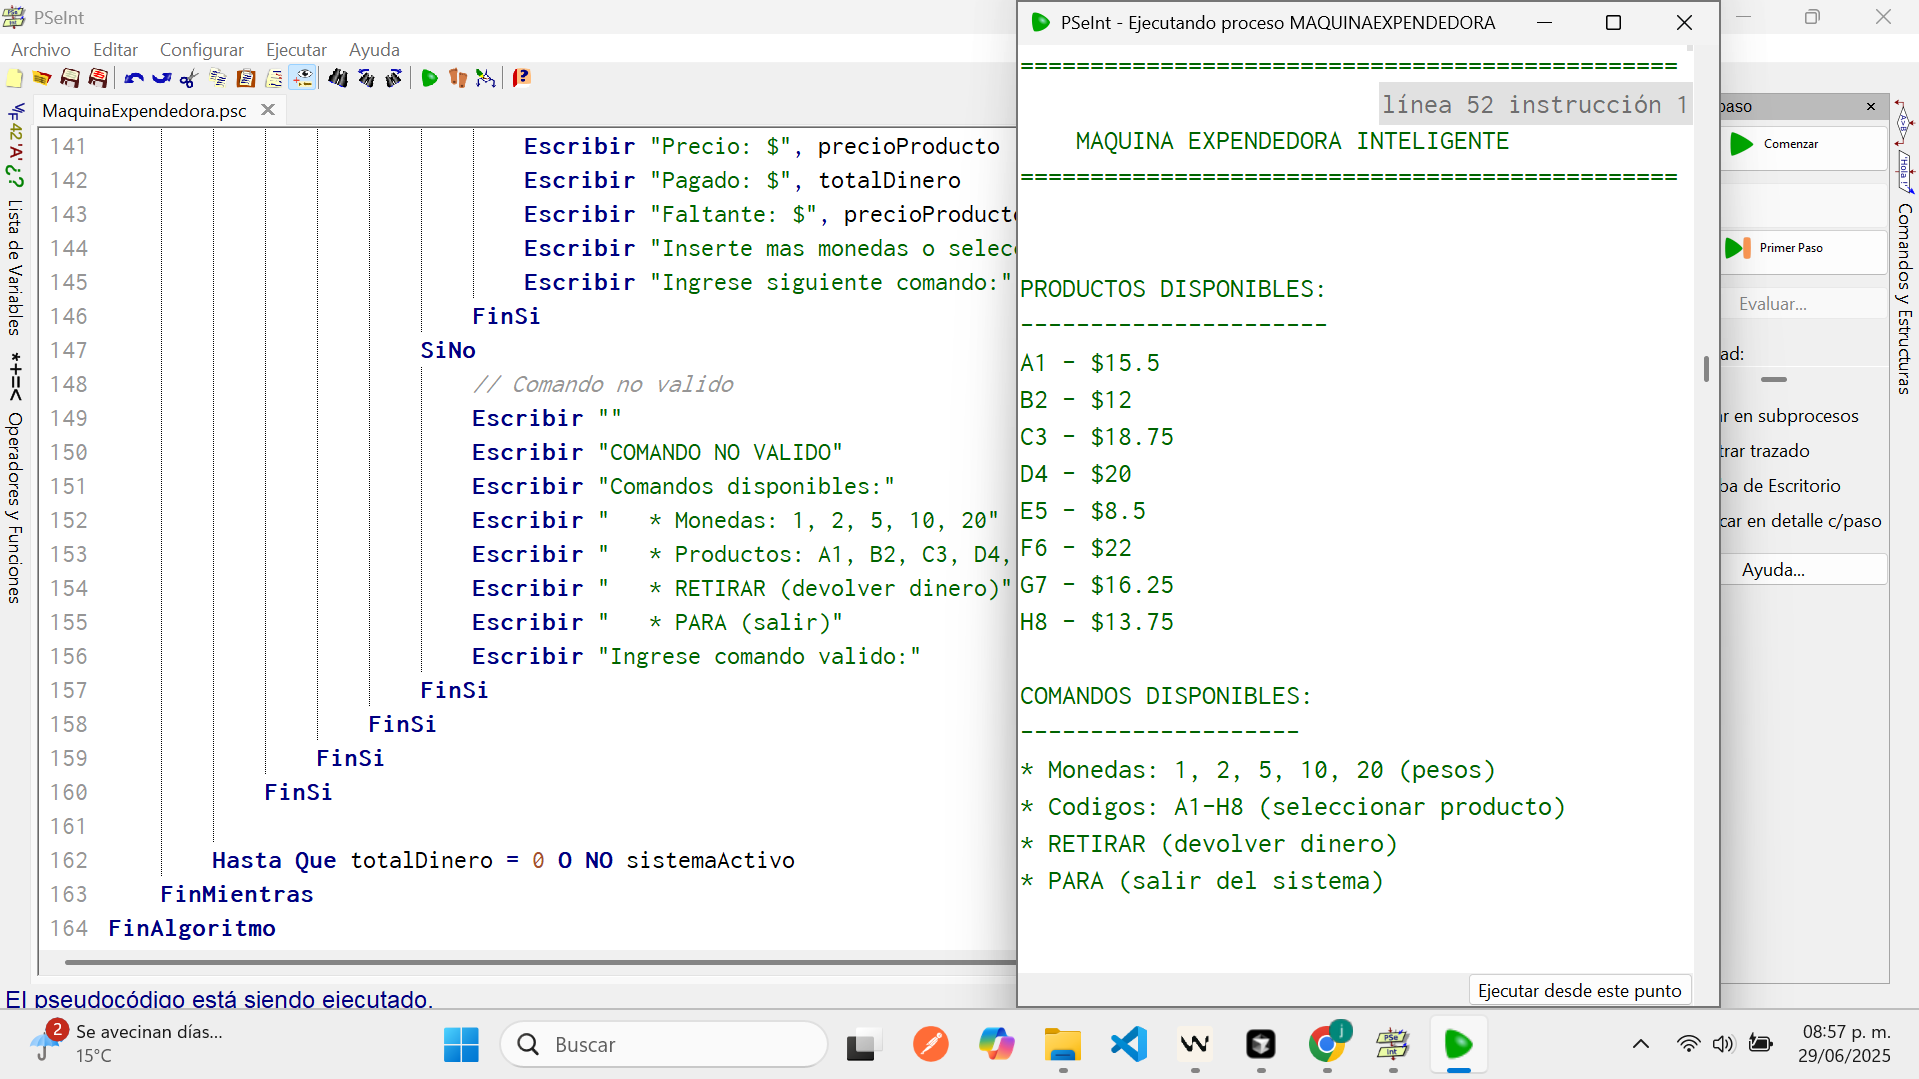 PSeInt
Archivo Editar Configurar Ejecutar Ayuda
MaquinaExpendedora.psc
Lista de Variables
*+=< Operadores y Funciones
141 Escribir "Precio: $", precioProducto
142 Escribir "Pagado: $", totalDinero
143 Escribir "Faltante: $", precioProducto
144 Escribir "Inserte mas monedas o selec
145 Escribir "Ingrese siguiente comando:"
146 FinSi
147 SiNo
148 // Comando no valido
149 Escribir ""
150 Escribir "COMANDO NO VALIDO"
151 Escribir "Comandos disponibles:"
152 Escribir "   * Monedas: 1, 2, 5, 10, 20"
153 Escribir "   * Productos: A1, B2, C3, D4,
154 Escribir "   * RETIRAR (devolver dinero)"
155 Escribir "   * PARA (salir)"
156 Escribir "Ingrese comando valido:"
157 FinSi
158 FinSi
159 FinSi
160 FinSi
161
162 Hasta Que totalDinero = 0 O NO sistemaActivo
163 FinMientras
164 FinAlgoritmo
El pseudocódigo está siendo ejecutado.
PSeInt - Ejecutando proceso MAQUINAEXPENDEDORA
===============================================
línea 52 instrucción 1
MAQUINA EXPENDEDORA INTELIGENTE
===============================================
PRODUCTOS DISPONIBLES:
----------------------
A1 - $15.5
B2 - $12
C3 - $18.75
D4 - $20
E5 - $8.5
F6 - $22
G7 - $16.25
H8 - $13.75
COMANDOS DISPONIBLES:
--------------------
* Monedas: 1, 2, 5, 10, 20 (pesos)
* Codigos: A1-H8 (seleccionar producto)
* RETIRAR (devolver dinero)
* PARA (salir del sistema)
Ejecutar desde este punto
paso
Comenzar
Primer Paso
Evaluar...
ad:
ar en subprocesos
trar trazado
ba de Escritorio
car en detalle c/paso
Ayuda...
Comandos y Estructuras
2
Se avecinan días...
15°C
Buscar
j
08:57 p. m.
29/06/2025